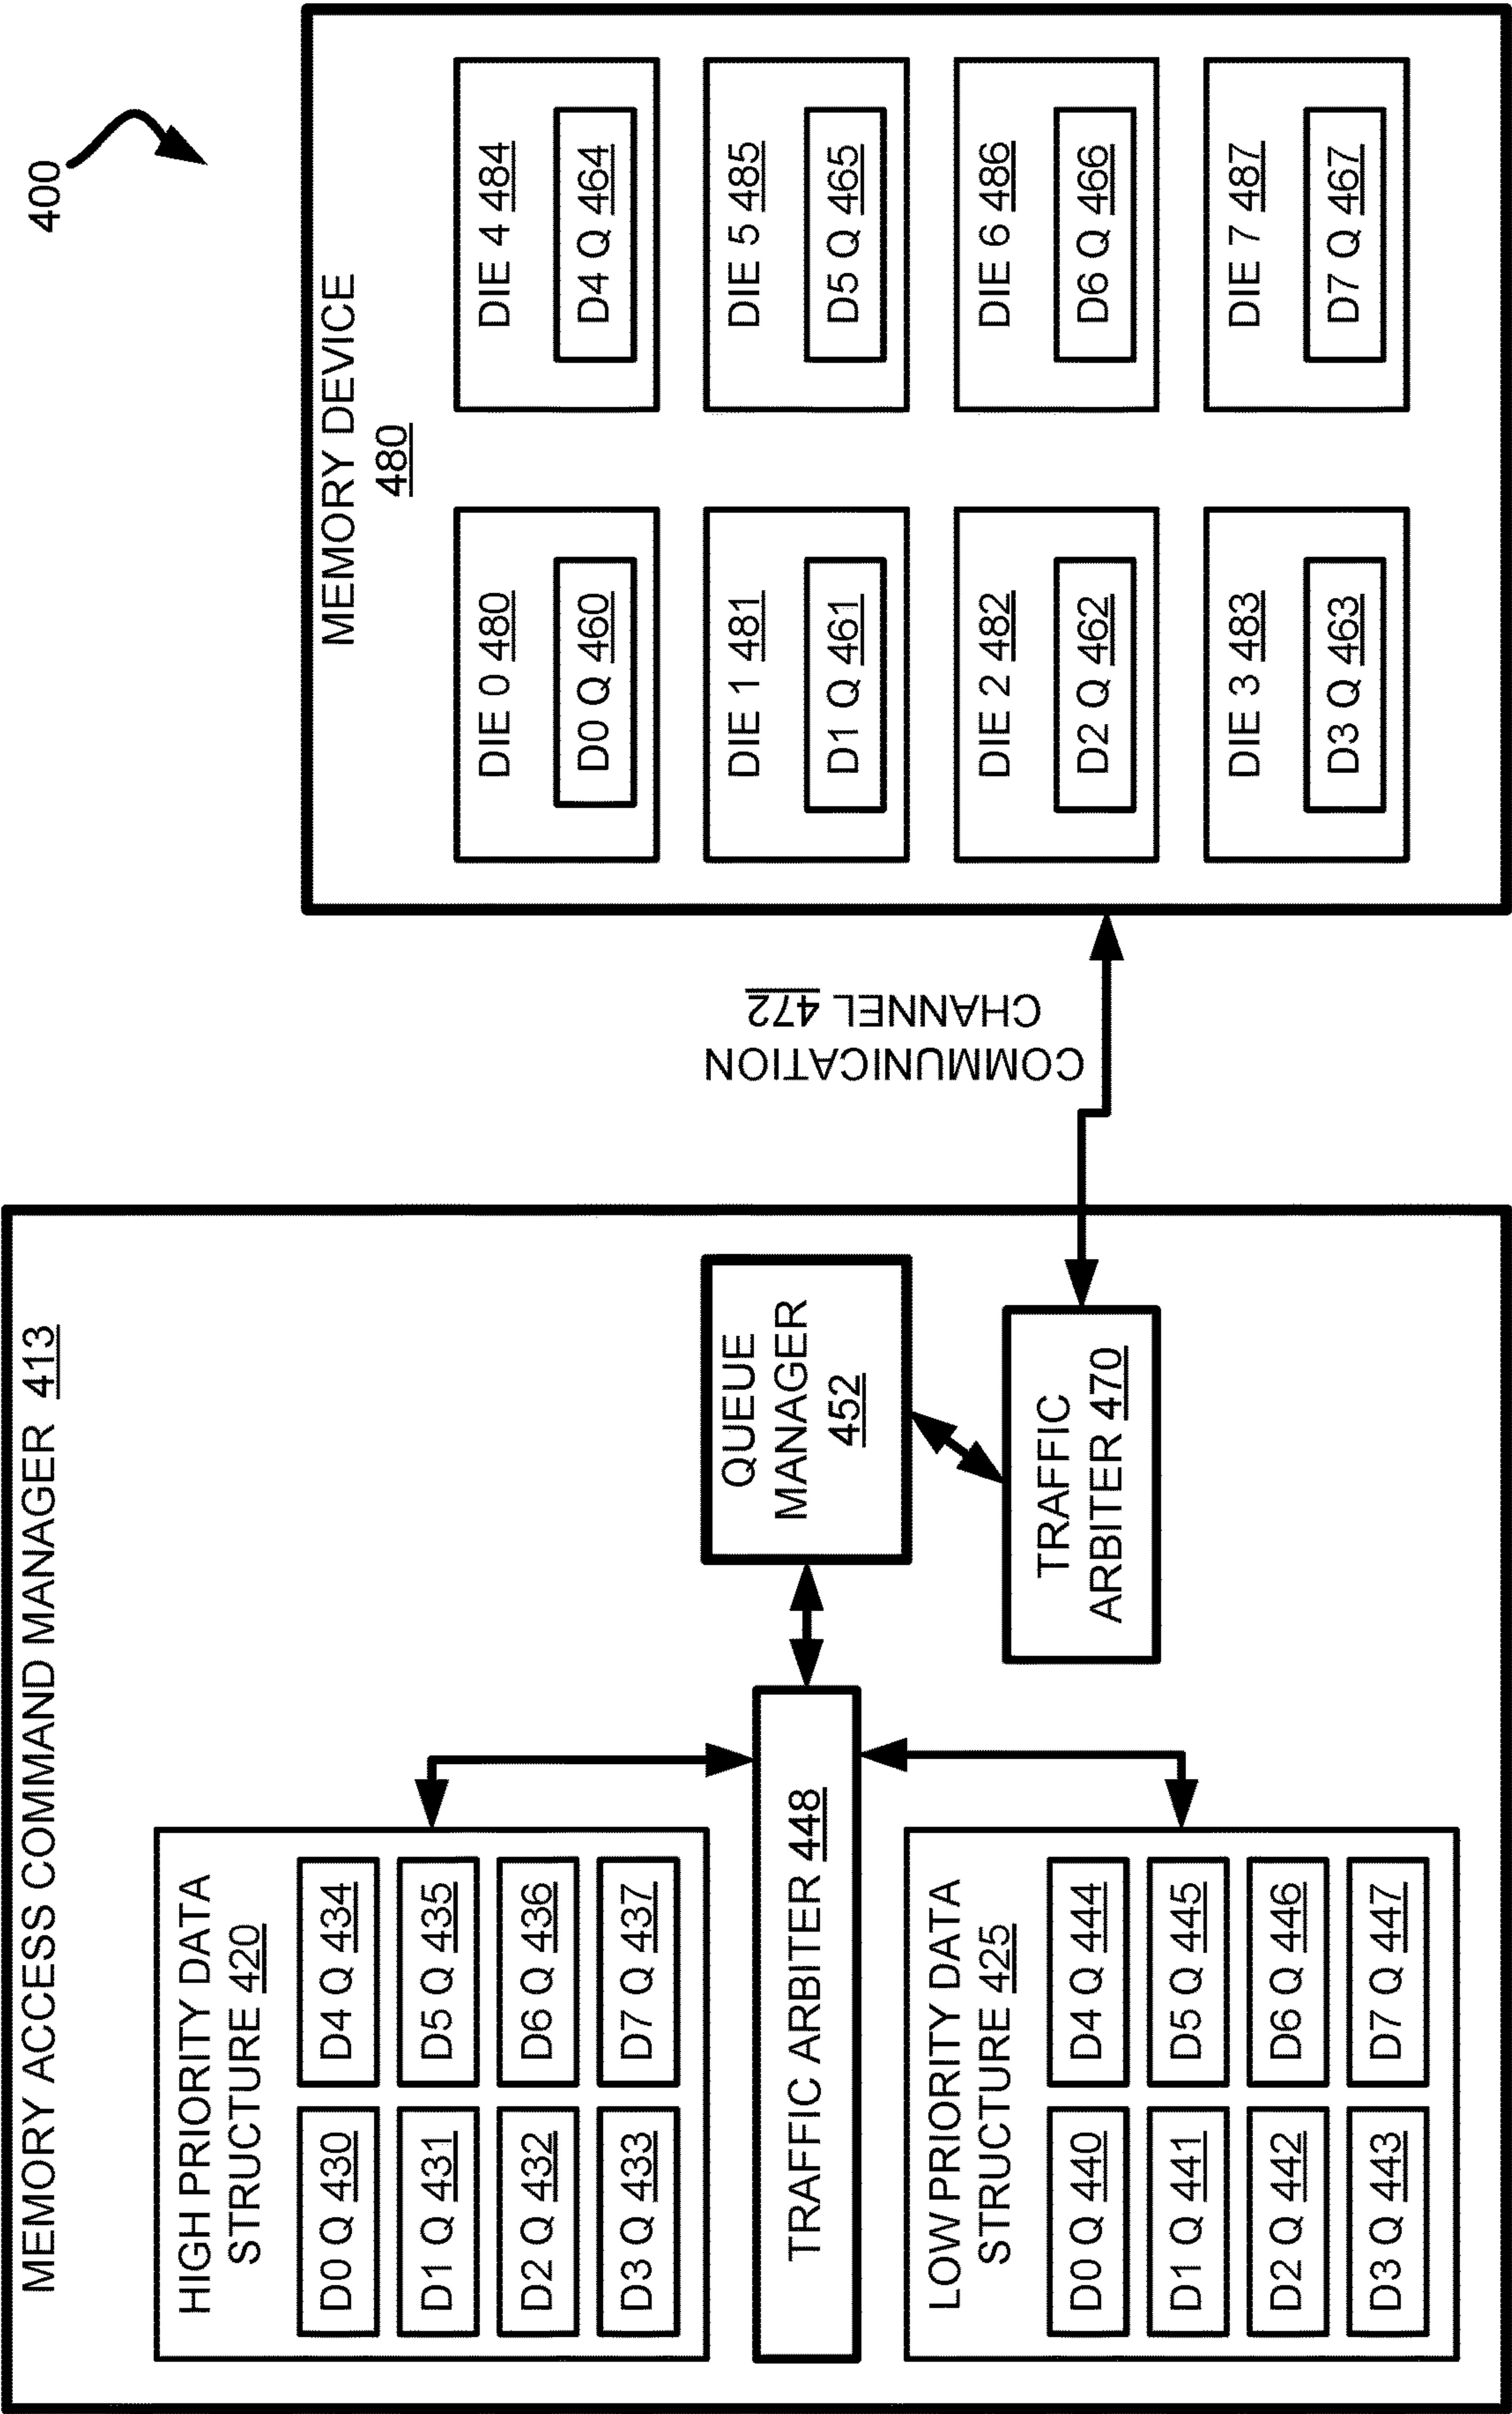 400
MEMORY ACCESS COMMAND MANAGER 413
HIGH PRIORITY DATA
STRUCTURE 420
D0 Q 430
D4 Q 434
D1 Q 431
D5 Q 435
D2 Q 432
D6 Q 436
D3 Q 433
D7 Q 437
TRAFFIC ARBITER 448
LOW PRIORITY DATA
STRUCTURE 425
D0 Q 440
D4 Q 444
D1 Q 441
D5 Q 445
D2 Q 442
D6 Q 446
D3 Q 443
D7 Q 447
QUEUE
MANAGER
452
TRAFFIC
ARBITER 470
COMMUNICATION
CHANNEL 472
MEMORY DEVICE
480
DIE 0 480
D0 Q 460
DIE 4 484
D4 Q 464
DIE 1 481
D1 Q 461
DIE 5 485
D5 Q 465
DIE 2 482
D2 Q 462
DIE 6 486
D6 Q 466
DIE 3 483
D3 Q 463
DIE 7 487
D7 Q 467